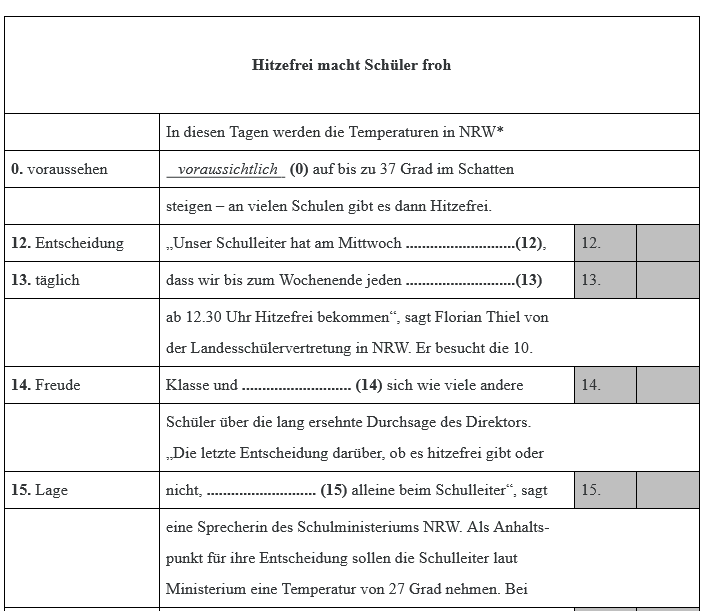 Hitzefrei macht Schüler froh
In diesen Tagen werden die Temperaturen in NRW*
0. voraussehen voraussichtlich (0) auf bis zu 37 Grad im Schatten
steigen – an vielen Schulen gibt es dann Hitzefrei.
12. Entscheidung „Unser Schulleiter hat am Mittwoch ...........................(12), 12.
13. täglich dass wir bis zum Wochenende jeden ...........................(13) 13.
ab 12.30 Uhr Hitzefrei bekommen“, sagt Florian Thiel von
der Landesschülervertretung in NRW. Er besucht die 10.
14. Freude Klasse und ........................... (14) sich wie viele andere 14.
Schüler über die lang ersehnte Durchsage des Direktors.
„Die letzte Entscheidung darüber, ob es hitzefrei gibt oder
15. Lage nicht, ........................... (15) alleine beim Schulleiter“, sagt 15.
eine Sprecherin des Schulministeriums NRW. Als Anhalts-
punkt für ihre Entscheidung sollen die Schulleiter laut
Ministerium eine Temperatur von 27 Grad nehmen. Bei